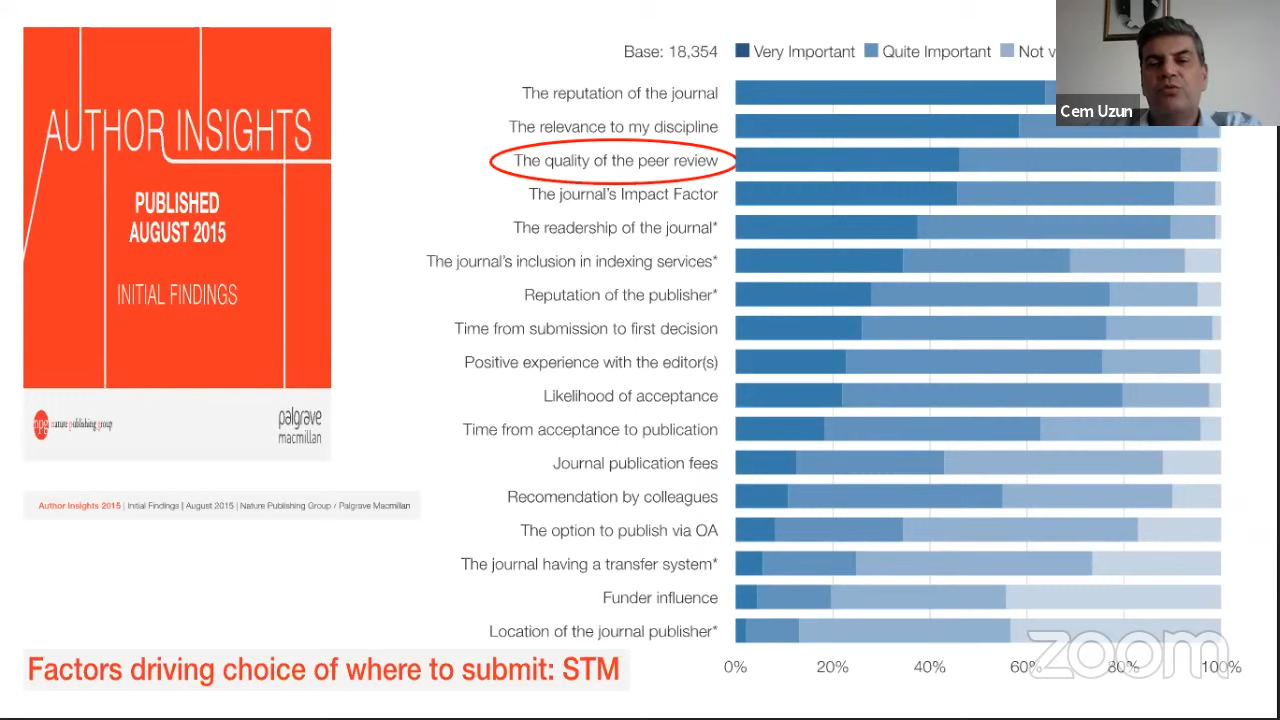 AUTHOR INSIGHTS
PUBLISHED
AUGUST 2015
INITIAL FINDINGS
npg nature publishing group
palgrave
macmillan
Author Insights 2015 | Initial Findings | August 2015 | Nature Publishing Group / Palgrave Macmillan
Base: 18,354
Very Important Quite Important Not v
Cem Uzun
The reputation of the journal
The relevance to my discipline
The quality of the peer review
The journal's Impact Factor
The readership of the journal*
The journal's inclusion in indexing services*
Reputation of the publisher*
Time from submission to first decision
Positive experience with the editor(s)
Likelihood of acceptance
Time from acceptance to publication
Journal publication fees
Recomendation by colleagues
The option to publish via OA
The journal having a transfer system*
Funder influence
Location of the journal publisher*
0% 20% 40% 60% 80% 100%
zoom
Factors driving choice of where to submit: STM